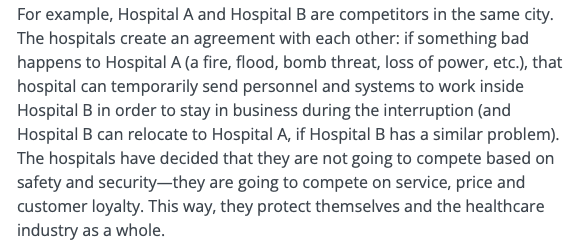 For example, Hospital A and Hospital B are competitors in the same city.
The hospitals create an agreement with each other: if something bad
happens to Hospital A (a fire, flood, bomb threat, loss of power, etc.), that
hospital can temporarily send personnel and systems to work inside
Hospital B in order to stay in business during the interruption (and
Hospital B can relocate to Hospital A, if Hospital B has a similar problem).
The hospitals have decided that they are not going to compete based on
safety and security—they are going to compete on service, price and
customer loyalty. This way, they protect themselves and the healthcare
industry as a whole.